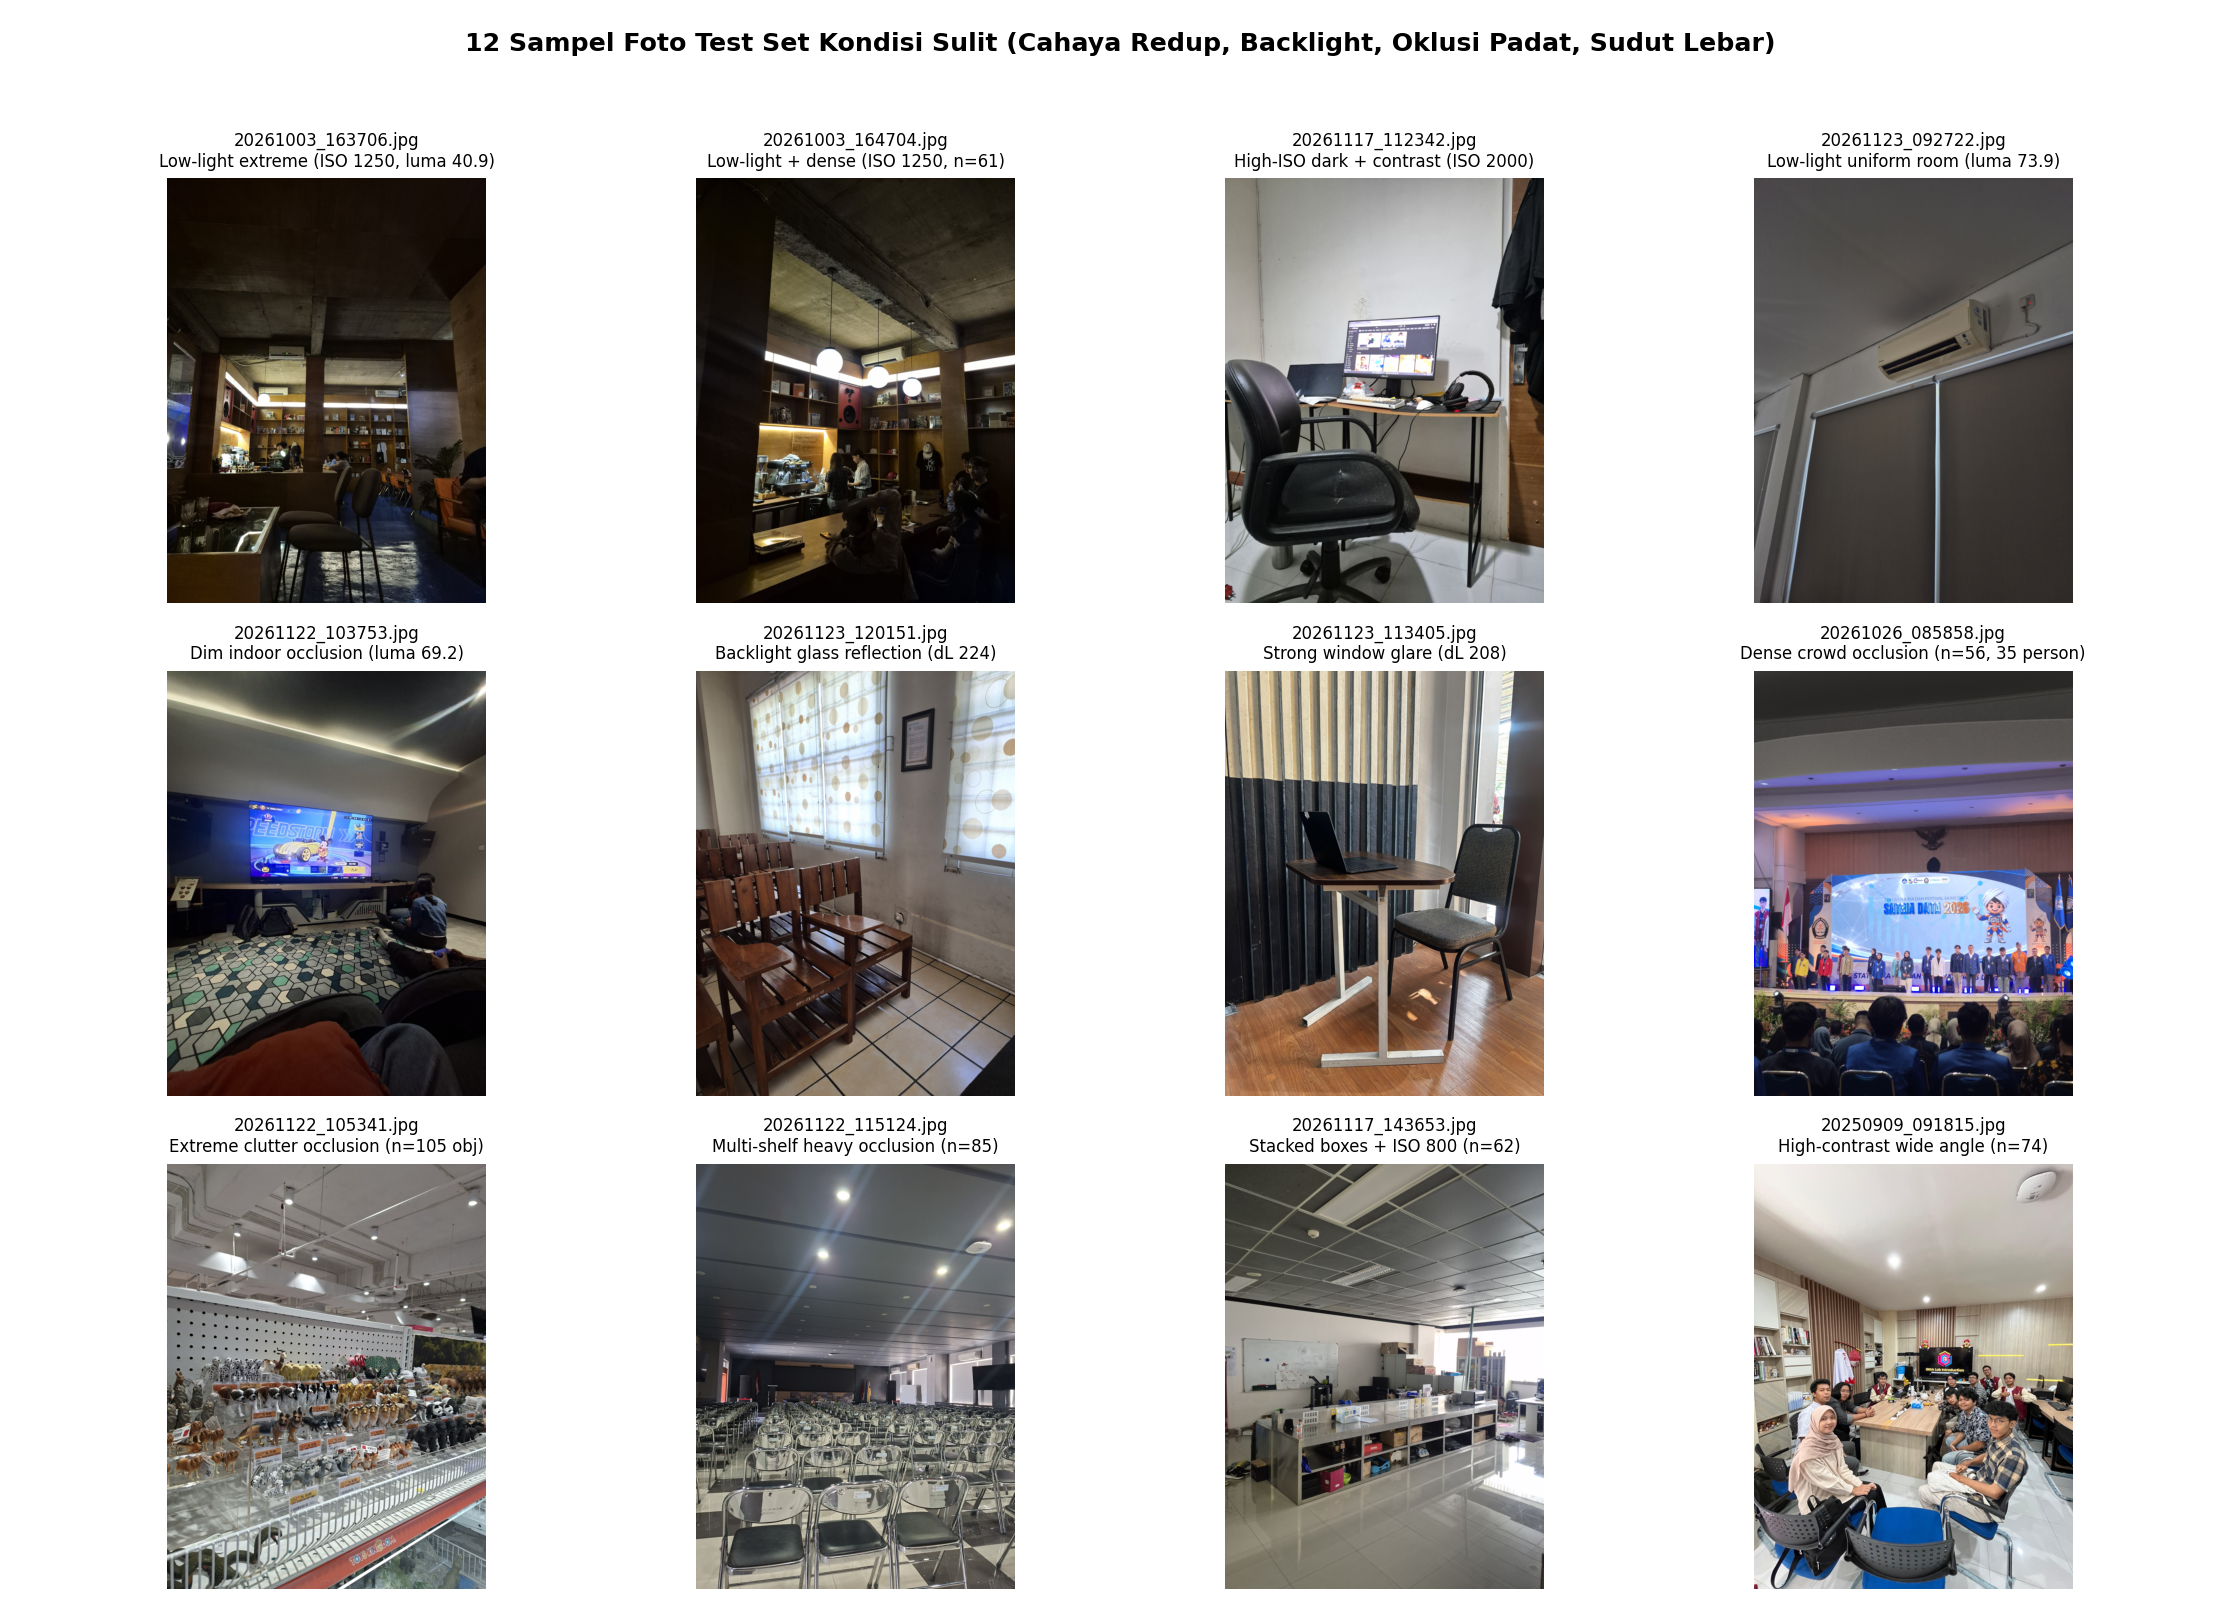 12 Sampel Foto Test Set Kondisi Sulit (Cahaya Redup, Backlight, Oklusi Padat, Sudut Lebar)
20261003_163706.jpg
Low-light extreme (ISO 1250, luma 40.9)
20261003_164704.jpg
Low-light + dense (ISO 1250, n=61)
20261117_112342.jpg
High-ISO dark + contrast (ISO 2000)
20261123_092722.jpg
Low-light uniform room (luma 73.9)
20261122_103753.jpg
Dim indoor occlusion (luma 69.2)
PEEDSTOR
20261123_120151.jpg
Backlight glass reflection (dL 224)
20261123_113405.jpg
Strong window glare (dL 208)
20261026_085858.jpg
Dense crowd occlusion (n=56, 35 person)
2026
20261122_105341.jpg
Extreme clutter occlusion (n=105 obj)
20261122_115124.jpg
Multi-shelf heavy occlusion (n=85)
20261117_143653.jpg
Stacked boxes + ISO 800 (n=62)
20250909_091815.jpg
High-contrast wide angle (n=74)